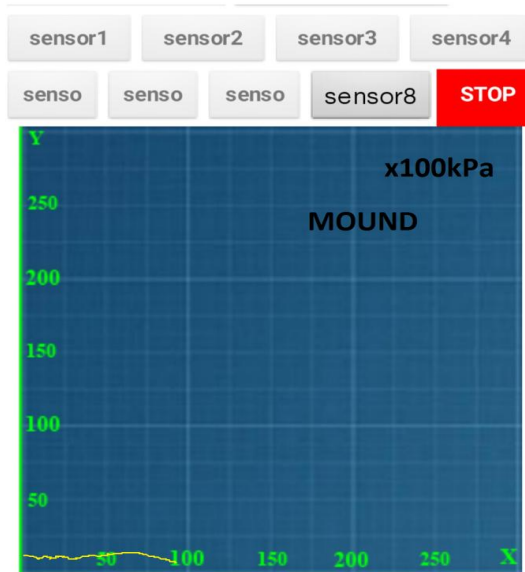 sensor1 sensor2 sensor3 sensor4
senso senso senso sensor8 STOP
Y
x100kPa
250
MOUND
200
150
100
50
50 100 150 200 250 X